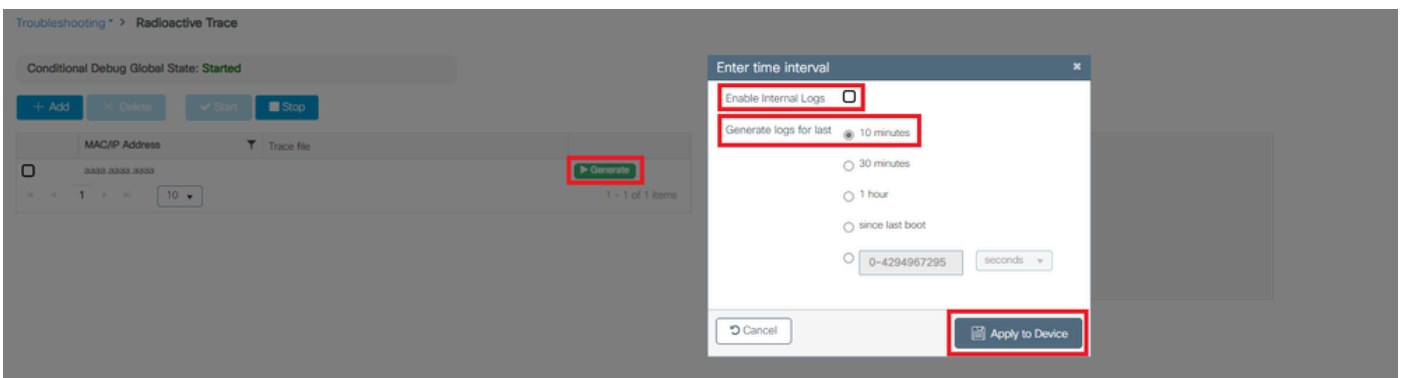 Troubleshooting > Radioactive Trace
Conditional Debug Global State: Started
+ Add
× Delete
✔ Start
Stop
MAC/IP Address
Trace file
aaaa.aaaa.aaaa
Generate
1
10
1 - 1 of 1 items
Enter time interval
Enable Internal Logs
Generate logs for last
10 minutes
30 minutes
1 hour
since last boot
0-4294967295
seconds
Cancel
Apply to Device